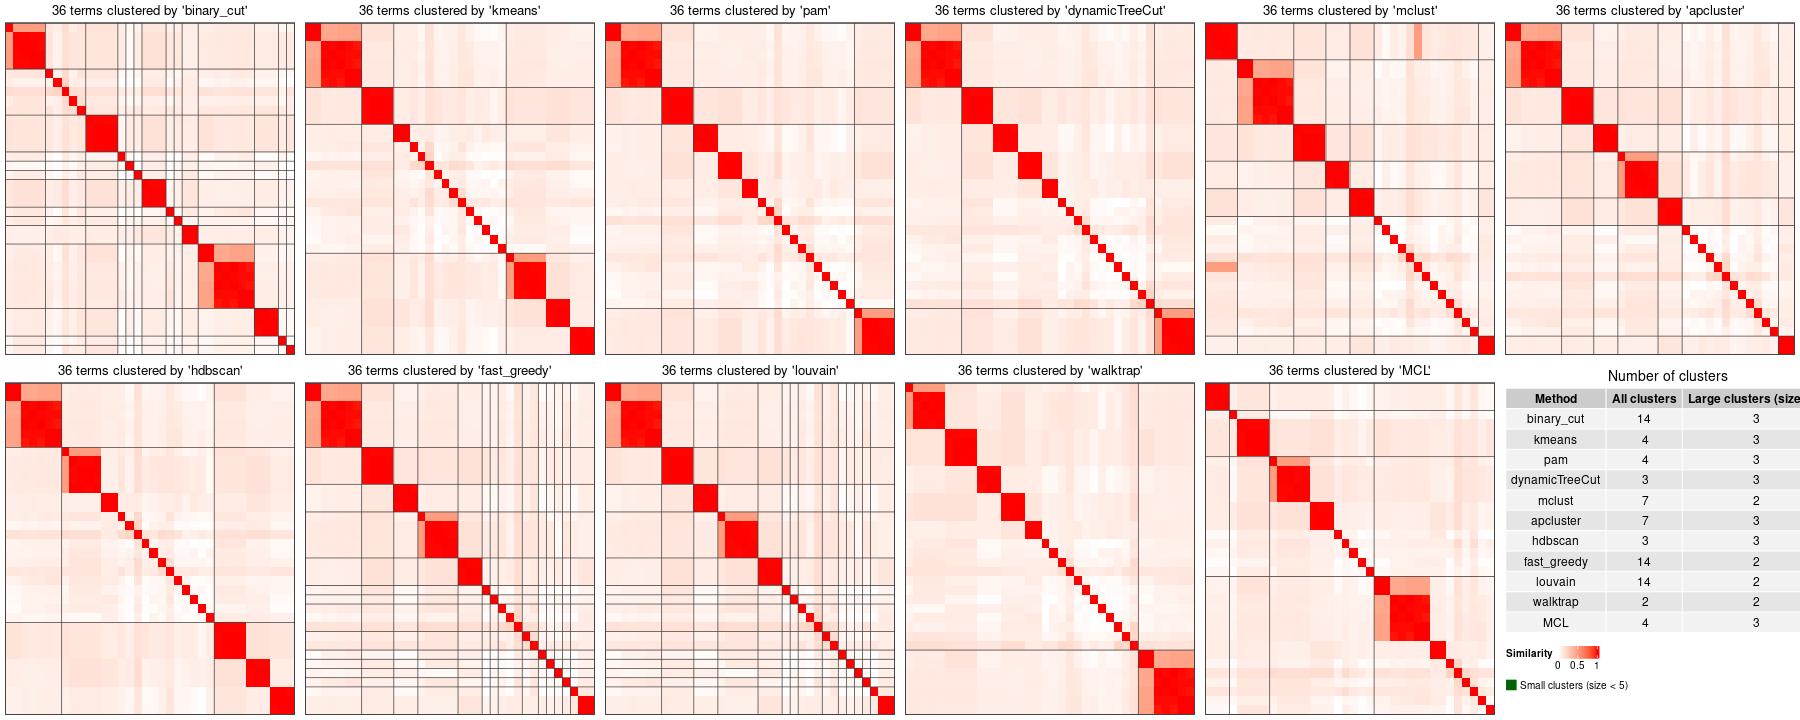 36 terms clustered by 'binary_cut'
36 terms clustered by 'kmeans'
36 terms clustered by 'pam'
36 terms clustered by 'dynamicTreeCut'
36 terms clustered by 'mclust'
36 terms clustered by 'apcluster'
36 terms clustered by 'hdbscan'
36 terms clustered by 'fast_greedy'
36 terms clustered by 'louvain'
36 terms clustered by 'walktrap'
36 terms clustered by 'MCL'
Number of clusters
Method All clusters Large clusters (size
binary_cut 14 3
kmeans 4 3
pam 4 3
dynamicTreeCut 3 3
mclust 7 2
apcluster 7 3
hdbscan 3 3
fast_greedy 14 2
louvain 14 2
walktrap 2 2
MCL 4 3
Similarity
0 0.5 1
Small clusters (size < 5)